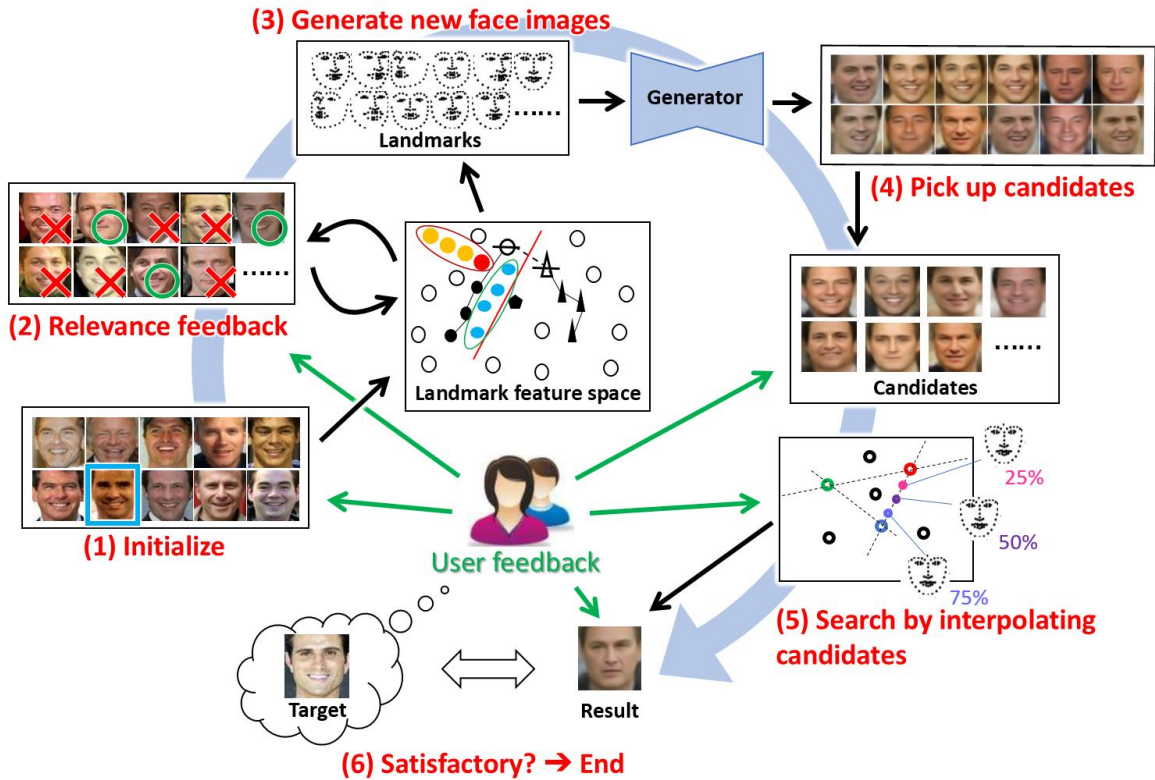 (3) Generate new face images
Landmarks
......
Generator
(4) Pick up candidates
(2) Relevance feedback
......
Landmark feature space
Candidates
......
(1) Initialize
User feedback
25%
50%
75%
(5) Search by interpolating
candidates
Target
Result
(6) Satisfactory? ➔ End